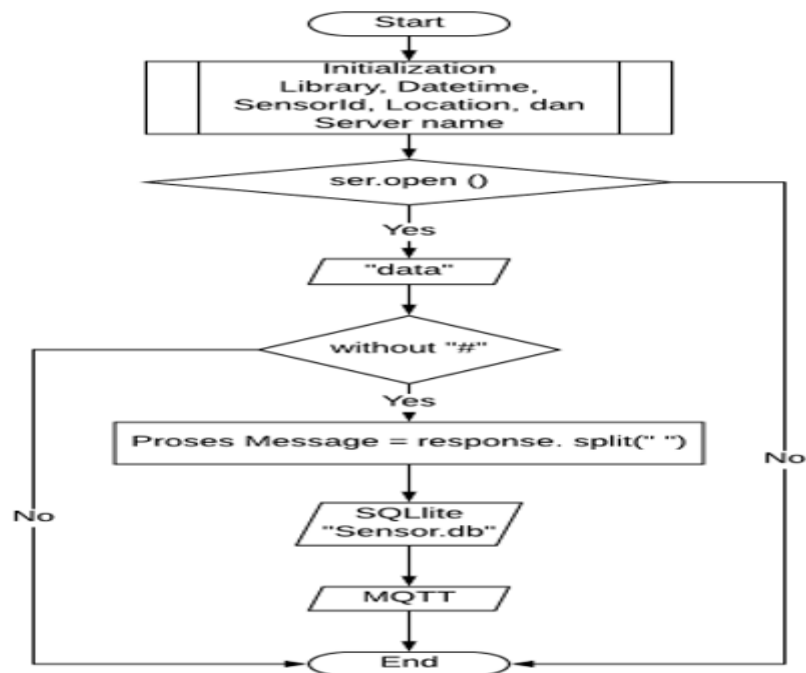 Start
Initialization
Library, Datetime,
SensorId, Location, dan
Server name
ser.open ()
Yes
"data"
without "#"
Yes
Proses Message = response. split(" ")
No
No
SQLlite
"Sensor.db"
MQTT
End